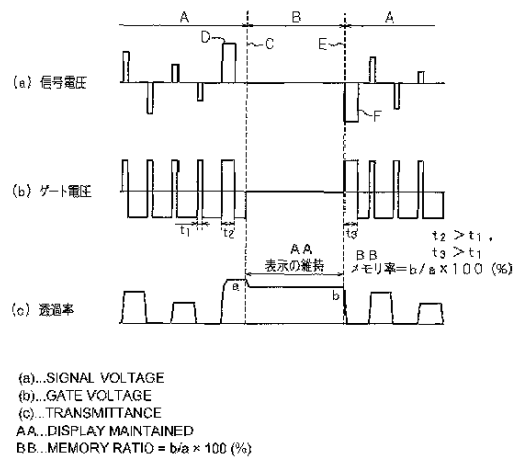 A B A
D C E
(a) 信号電圧
F
(b) ゲート電圧
t1 t2 t3
t2>t1,
t3>t1
AA
表示の維持
BB
メモリ率=b/a×100 (%)
a b
(c) 透過率
(a)...SIGNAL VOLTAGE
(b)...GATE VOLTAGE
(c)...TRANSMITTANCE
AA...DISPLAY MAINTAINED
BB...MEMORY RATIO = b/a × 100 (%)